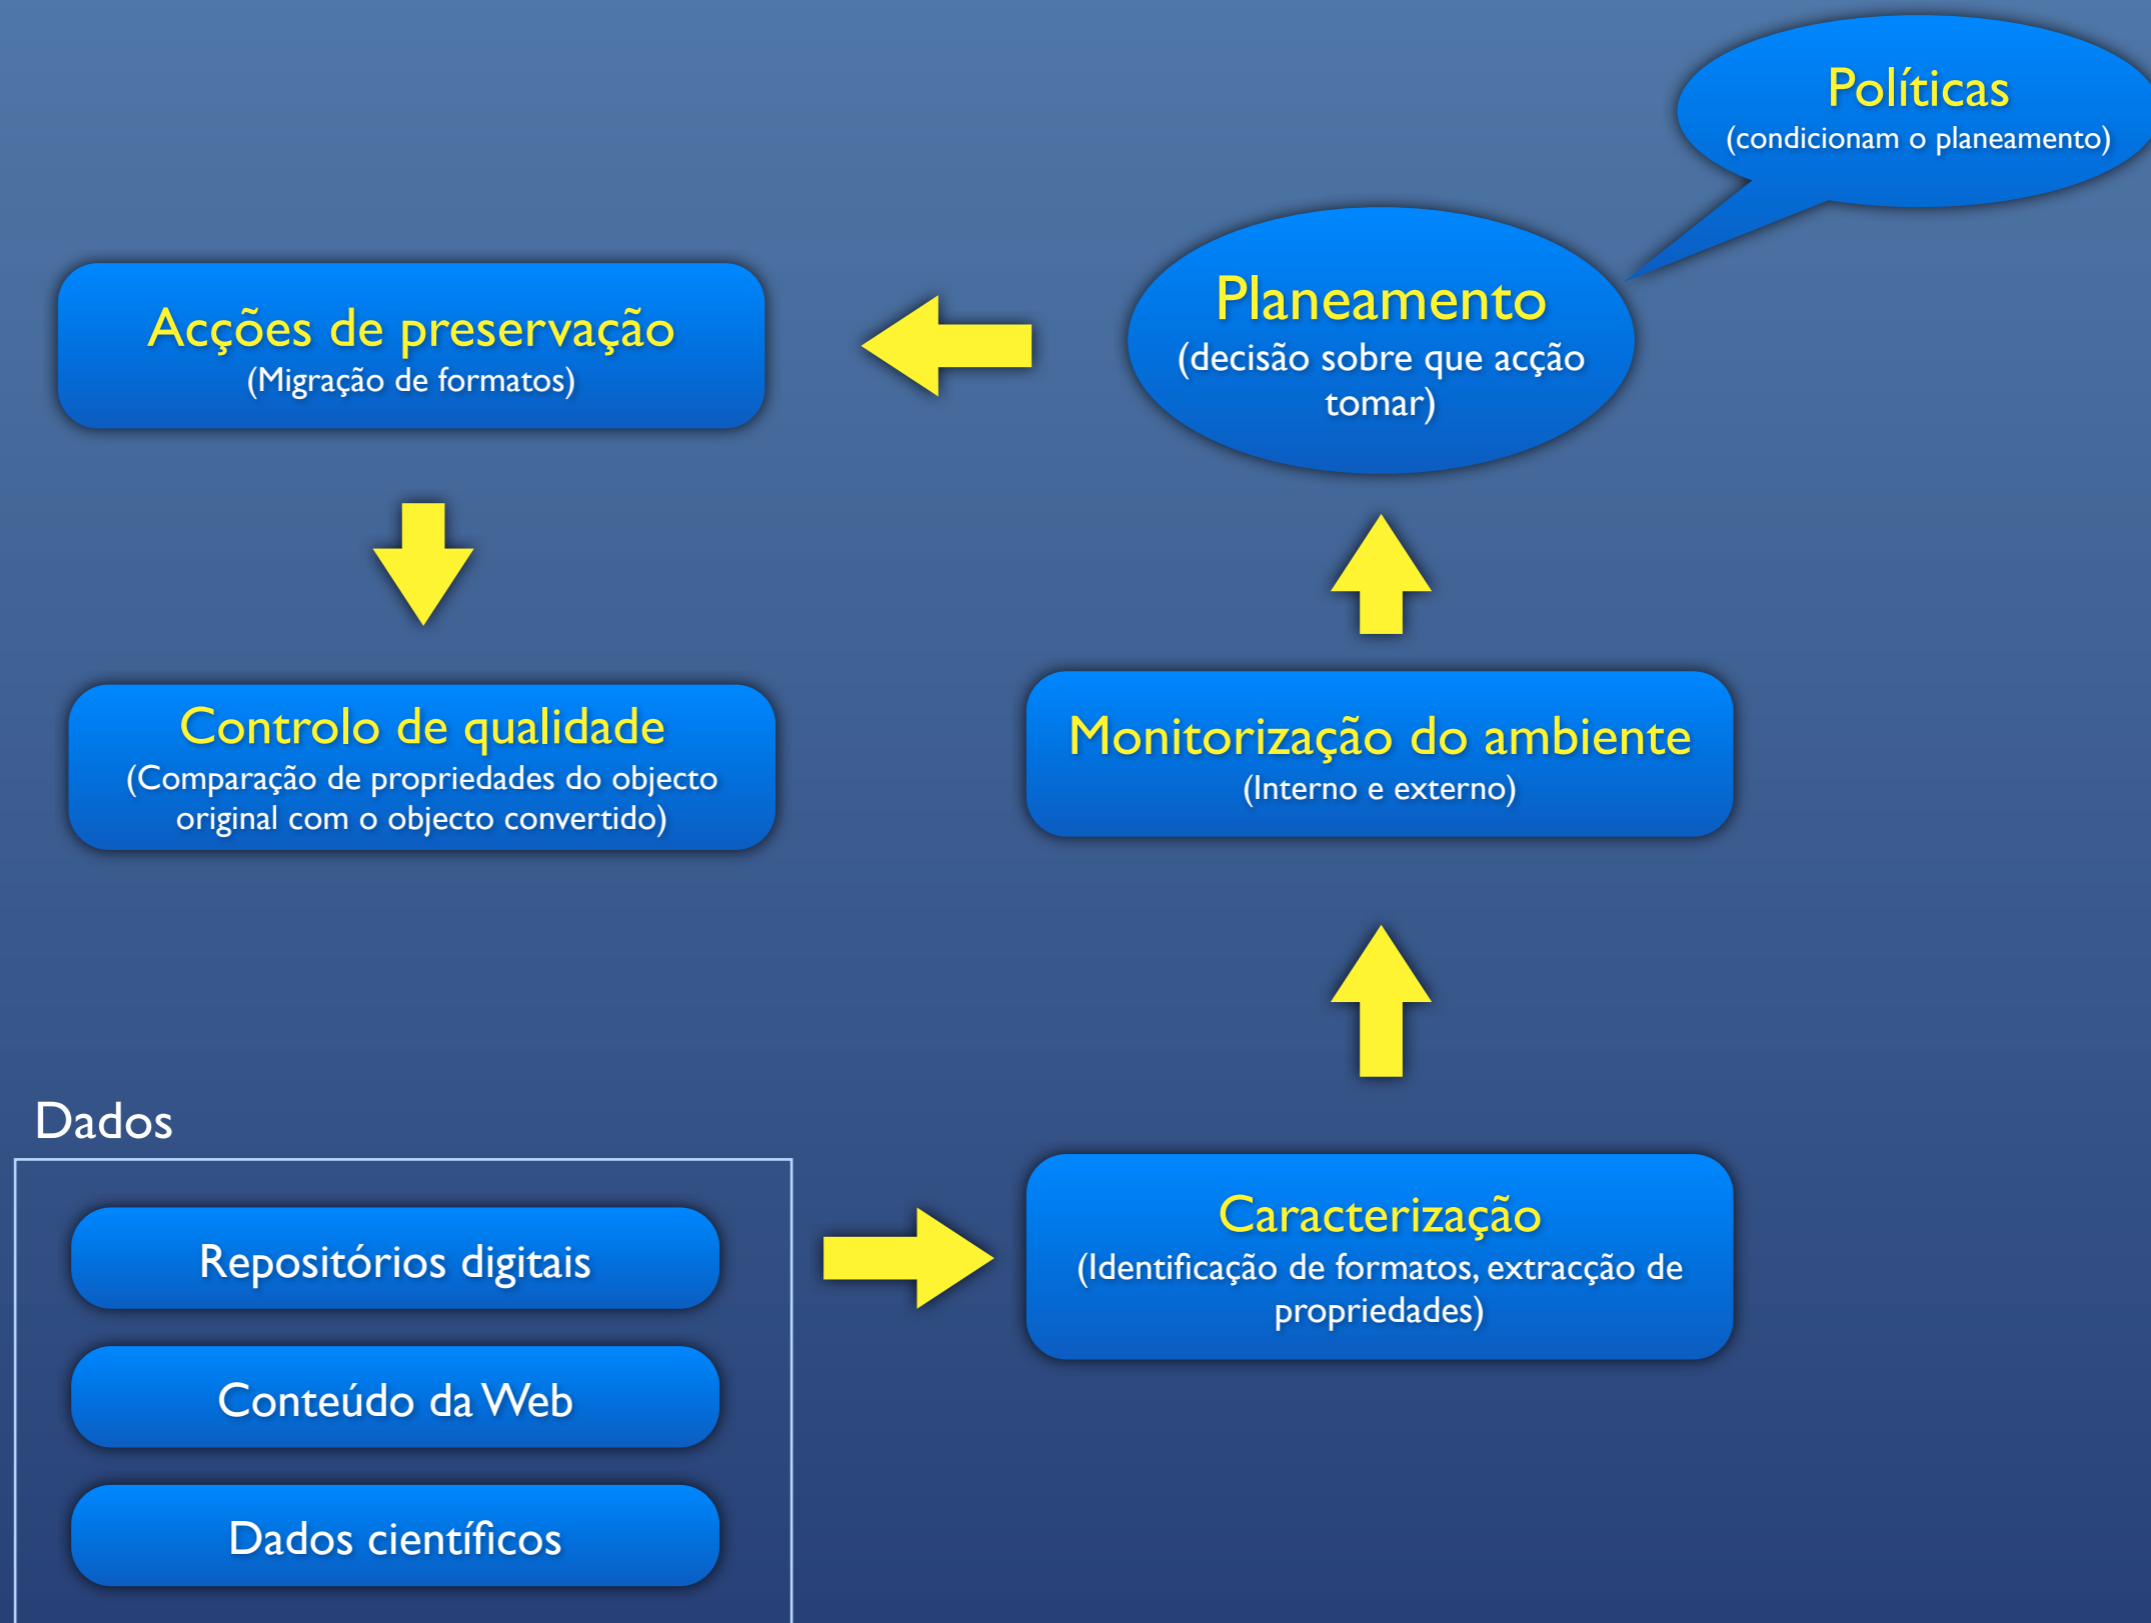 Políticas
(condicionam o planeamento)
Planeamento
(decisão sobre que acção
tomar)
Acções de preservação
(Migração de formatos)
Controlo de qualidade
(Comparação de propriedades do objecto
original com o objecto convertido)
Monitorização do ambiente
(Interno e externo)
Dados
Repositórios digitais
Conteúdo da Web
Dados científicos
Caracterização
(Identificação de formatos, extracção de
propriedades)